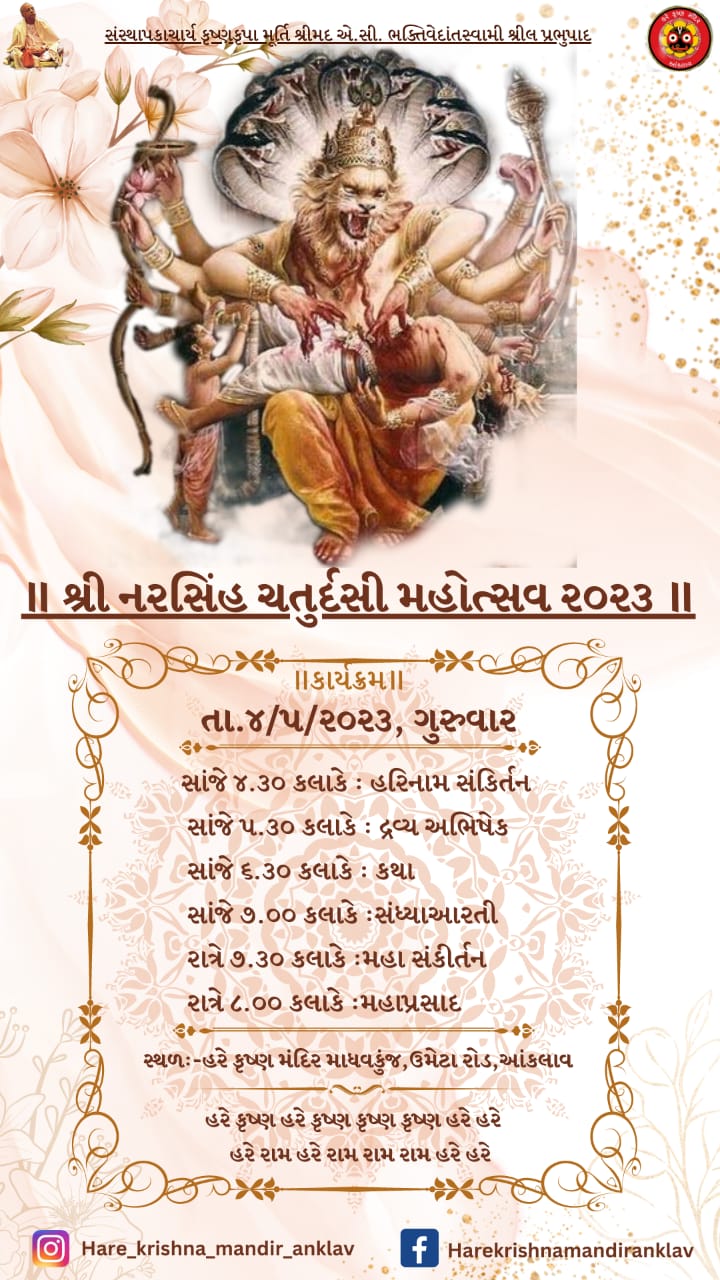 સંસ્થાપકાચાર્ય કૃષ્ણકૃપા મૂર્તિ શ્રીમદ એ.સી. ભક્તિવેદાંતસ્વામી શ્રીલ પ્રભુપાદ
હરે કૃષ્ણ મંદિર
આંકલાવ
॥ શ્રી નરસિંહ ચતુર્દસી મહોત્સવ ૨૦૨૩ ॥
॥કાર્યક્રમ॥
તા.૪/૫/૨૦૨૩, ગુરુવાર
સાંજે ૪.૩૦ કલાકે : હરિનામ સંકિર્તન
સાંજે ૫.૩૦ કલાકે : દ્રવ્ય અભિષેક
સાંજે ૬.૩૦ કલાકે : કથા
સાંજે ૭.૦૦ કલાકે :સંધ્યાઆરતી
રાત્રે ૭.૩૦ કલાકે :મહા સંકીર્તન
રાત્રે ૮.૦૦ કલાકે :મહાપ્રસાદ
સ્થળઃ-હરે કૃષ્ણ મંદિર માધવકુંજ,ઉમેટા રોડ,આંકલાવ
હરે કૃષ્ણ હરે કૃષ્ણ કૃષ્ણ કૃષ્ણ હરે હરે
હરે રામ હરે રામ રામ રામ હરે હરે
Hare_krishna_mandir_anklav
Harekrishnamandiranklav